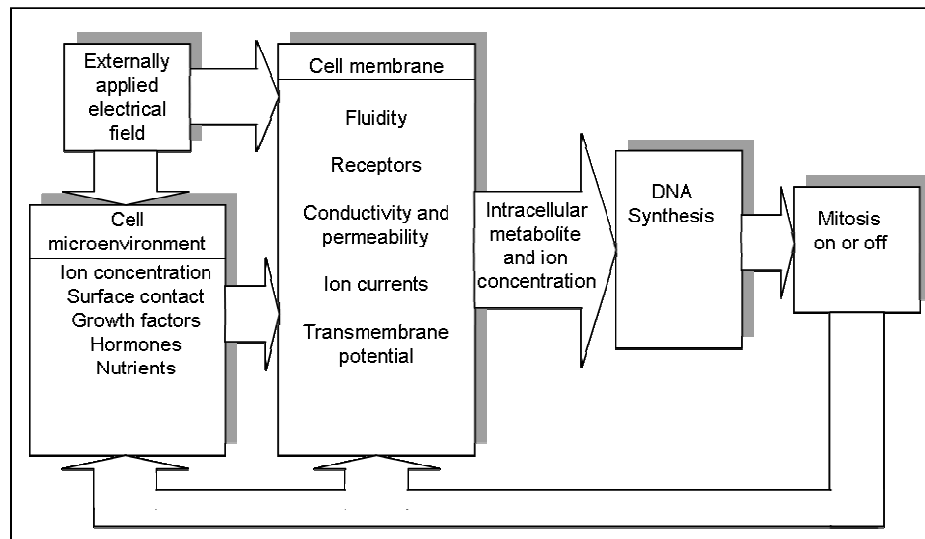 Externally
applied
electrical
field
Cell
microenvironment
Ion concentration
Surface contact
Growth factors
Hormones
Nutrients
Cell membrane
Fluidity
Receptors
Conductivity and
permeability
Ion currents
Transmembrane
potential
Intracellular
metabolite
and ion
concentration
DNA
Synthesis
Mitosis
on or off